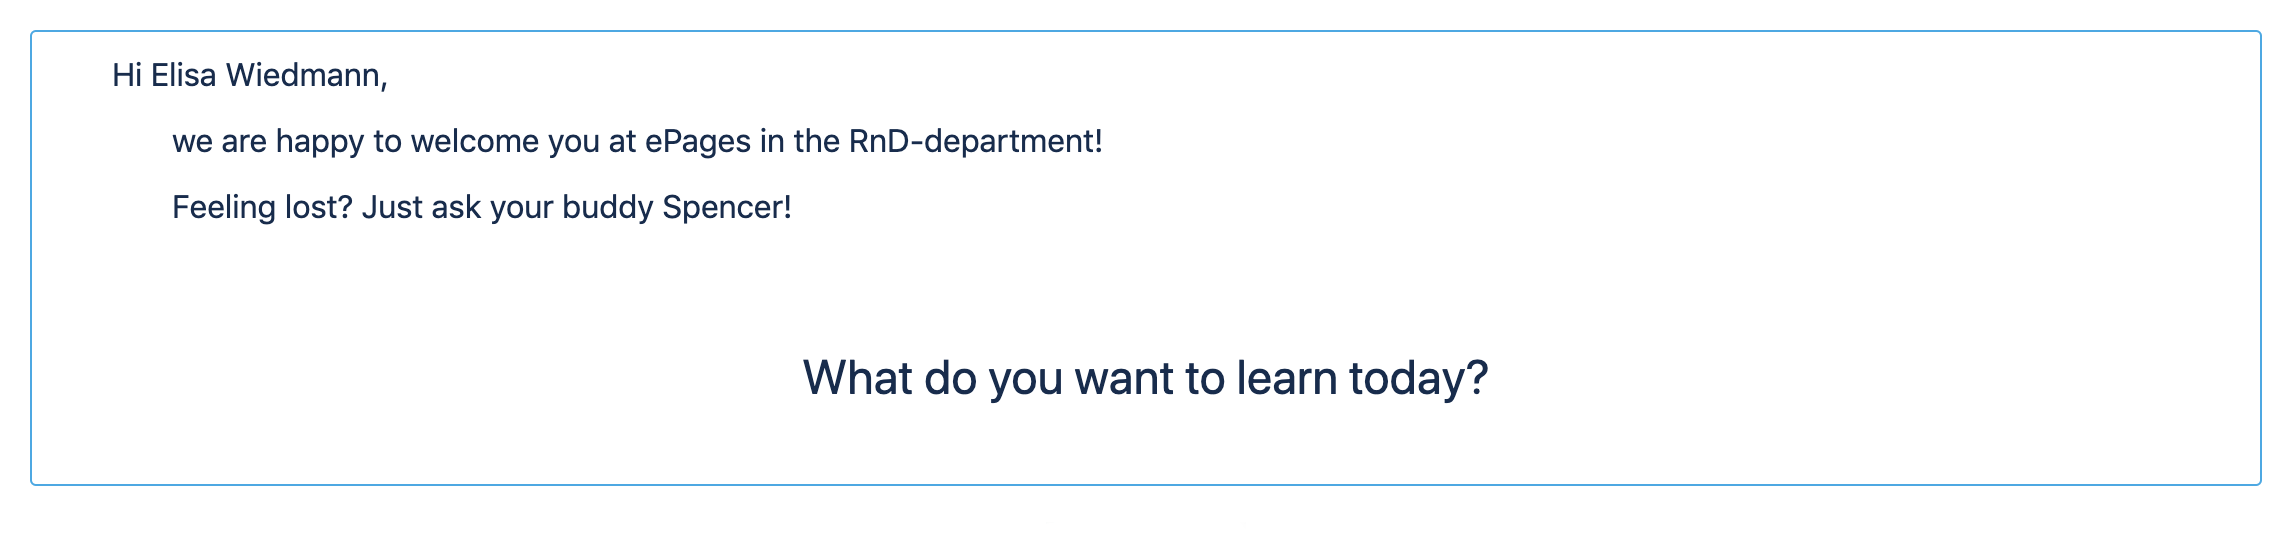 Hi Elisa Wiedmann,
we are happy to welcome you at ePages in the RnD-department!
Feeling lost? Just ask your buddy Spencer!
What do you want to learn today?